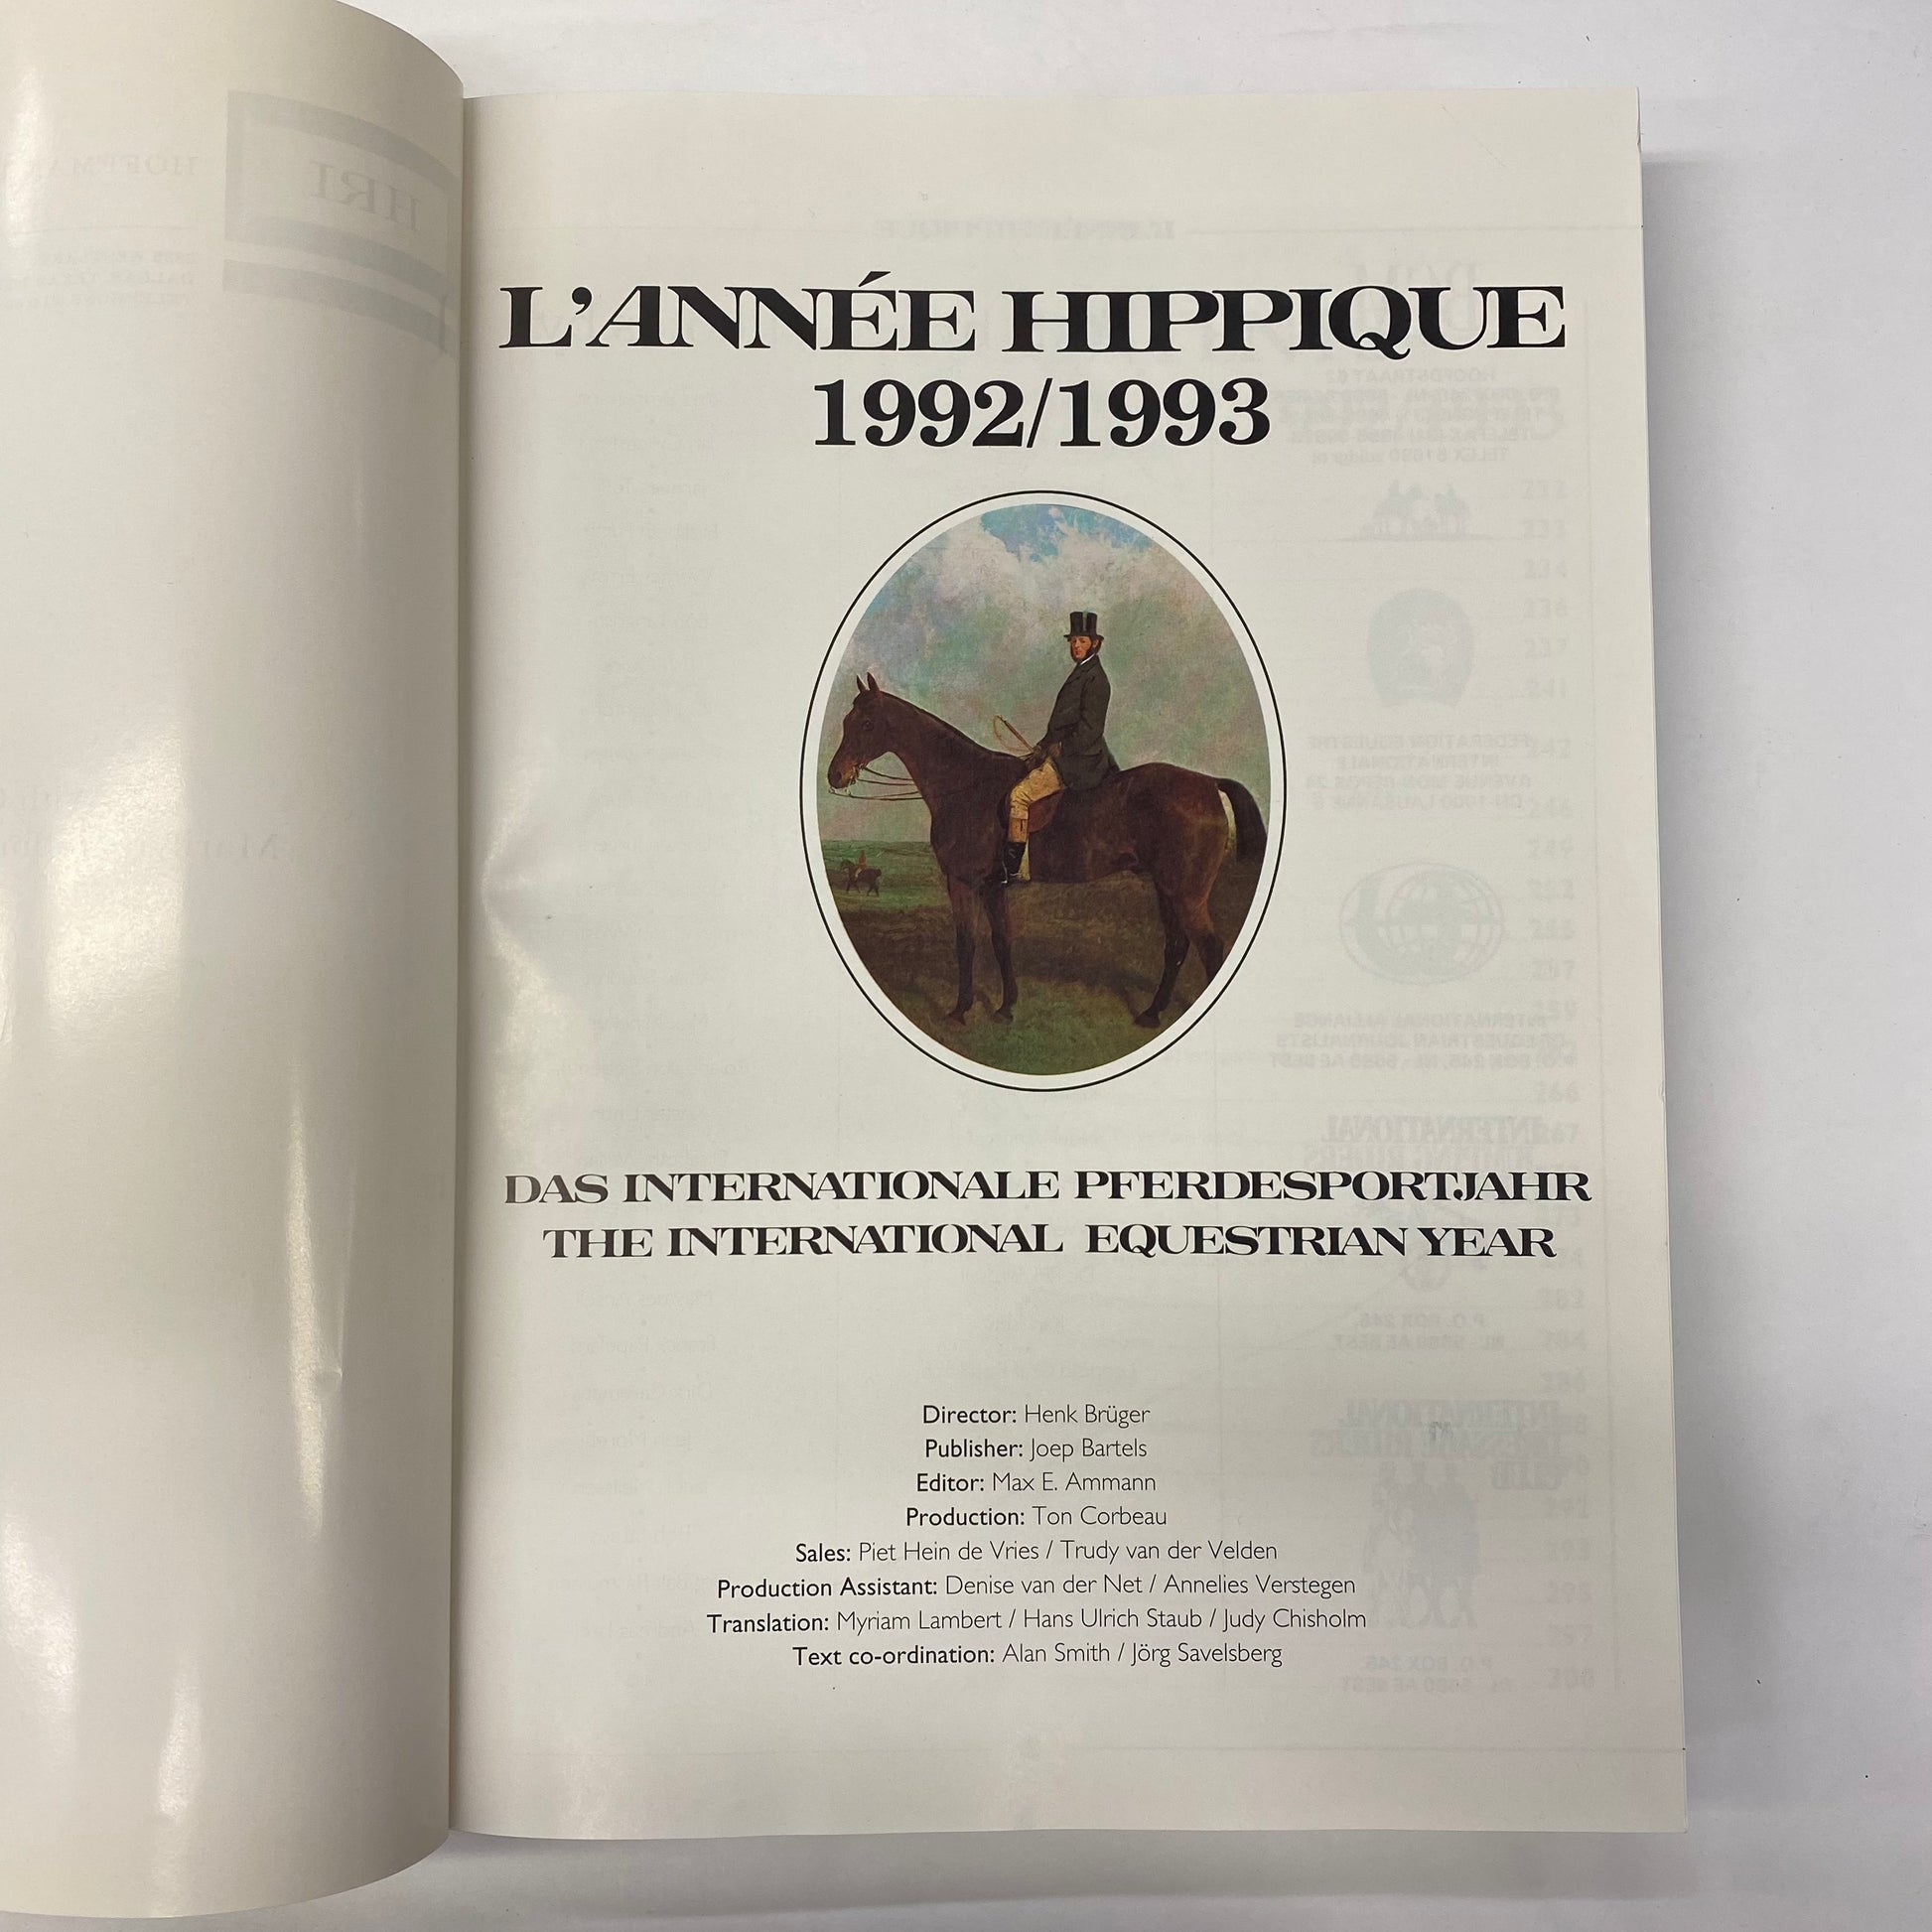 L'ANNÉE HIPPIQUE
1992/1993
DAS INTERNATIONALE PFERDESPORTJAHR
THE INTERNATIONAL EQUESTRIAN YEAR
Director: Henk Brüger
Publisher: Joep Bartels
Editor: Max E. Ammann
Production: Ton Corbeau
Sales: Piet Hein de Vries / Trudy van der Velden
Production Assistant: Denise van der Net / Annelies Verstegen
Translation: Myriam Lambert / Hans Ulrich Staub / Judy Chisholm
Text co-ordination: Alan Smith / Jörg Savelsberg